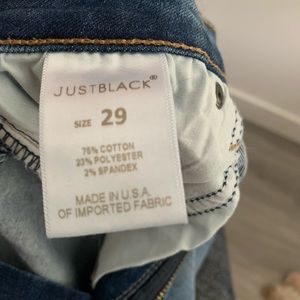 JUSTBLACK®
SIZE 29
75% COTTON
23% POLYESTER
2% SPANDEX
MADE IN U.S.A.
OF IMPORTED FABRIC